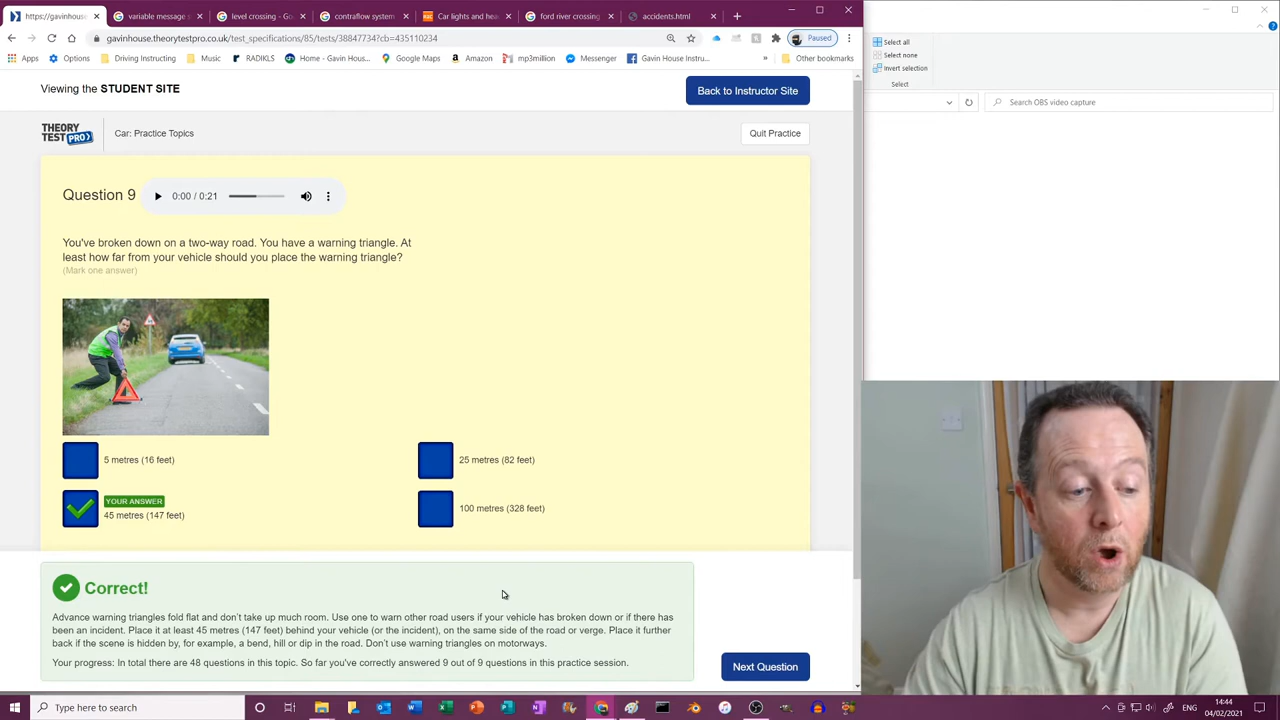 https://gavinhouse.
variable message s
level crossing - Go
contraflow system
Car lights and hea
ford river crossing
accidents.html
gavinhouse.theorytestpro.co.uk/test_specifications/85/tests/38847734?cb=435110234
Paused
Apps
Options
Driving Instructing
Music
RADIKLS
Home - Gavin Hous...
Google Maps
mp3million
Amazon
Messenger
Gavin House Instru...
»
Other bookmarks
Select all
Select none
Invert selection
Select
Search OBS video capture
Viewing the STUDENT SITE
Back to Instructor Site
THEORY
TEST PRO
Car: Practice Topics
Quit Practice
Question 9
0:00 / 0:21
You've broken down on a two-way road. You have a warning triangle. At
least how far from your vehicle should you place the warning triangle?
(Mark one answer)
5 metres (16 feet)
25 metres (82 feet)
YOUR ANSWER
45 metres (147 feet)
100 metres (328 feet)
Correct!
Advance warning triangles fold flat and don't take up much room. Use one to warn other road users if your vehicle has broken down or if there has
been an incident. Place it at least 45 metres (147 feet) behind your vehicle (or the incident), on the same side of the road or verge. Place it further
back if the scene is hidden by, for example, a bend, hill or dip in the road. Don't use warning triangles on motorways.
Your progress: In total there are 48 questions in this topic. So far you've correctly answered 9 out of 9 questions in this practice session.
Next Question
Type here to search
ENG
14:44
04/02/2021